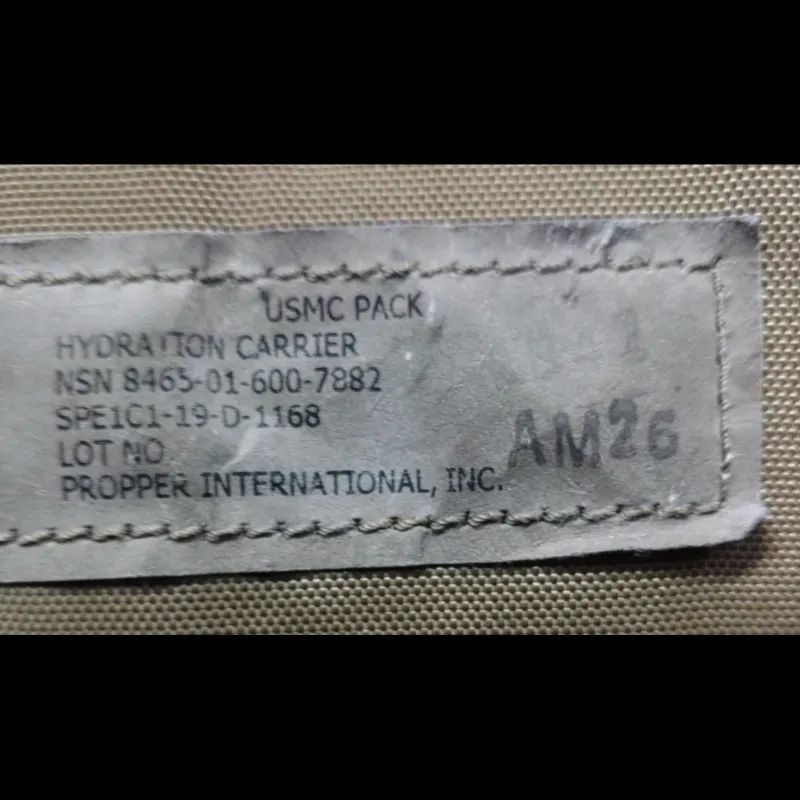 USMC PACK
HYDRATION CARRIER
NSN 8465-01-600-7882
SPE1C1-19-D-1168
LOT NO
PROPPER INTERNATIONAL, INC.
AM26